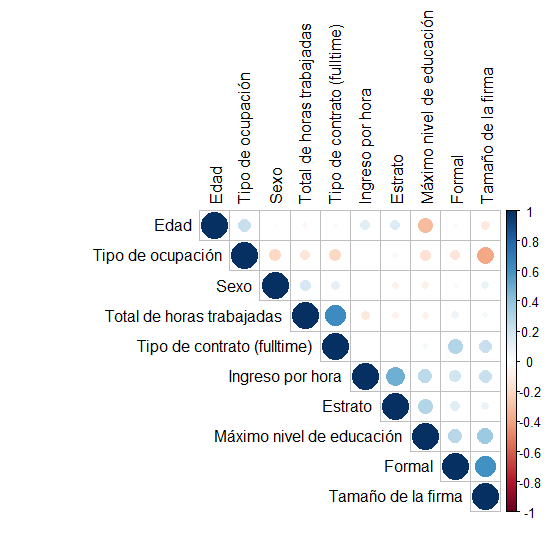 Edad
Tipo de ocupación
Sexo
Total de horas trabajadas
Tipo de contrato (fulltime)
Ingreso por hora
Estrato
Máximo nivel de educación
Formal
Tamaño de la firma
Edad
Tipo de ocupación
Sexo
Total de horas trabajadas
Tipo de contrato (fulltime)
Ingreso por hora
Estrato
Máximo nivel de educación
Formal
Tamaño de la firma
1
0.8
0.6
0.4
0.2
0
-0.2
-0.4
-0.6
-0.8
-1